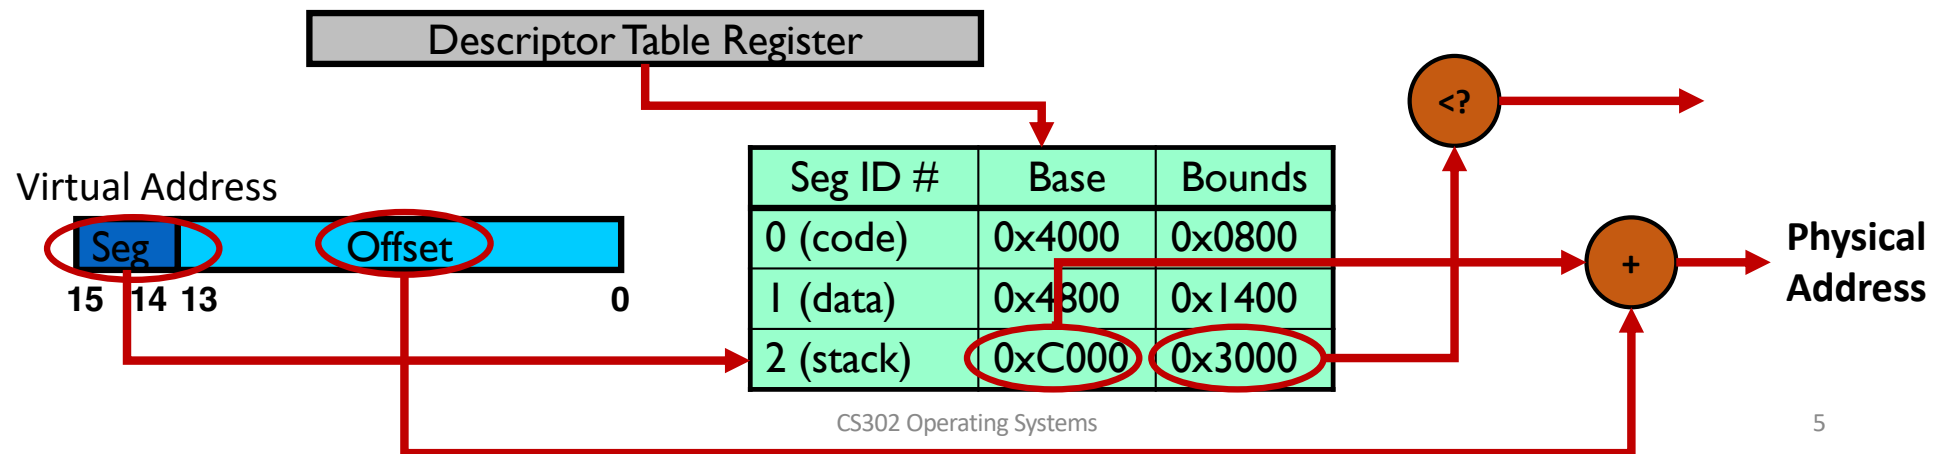 Descriptor Table Register
<?
Virtual Address
Seg ID # Base Bounds
Seg Offset
0 (code) 0x4000 0x0800
+
Physical
Address
15 14 13 0
1 (data) 0x4800 0x1400
2 (stack) 0xC000 0x3000
CS302 Operating Systems 5